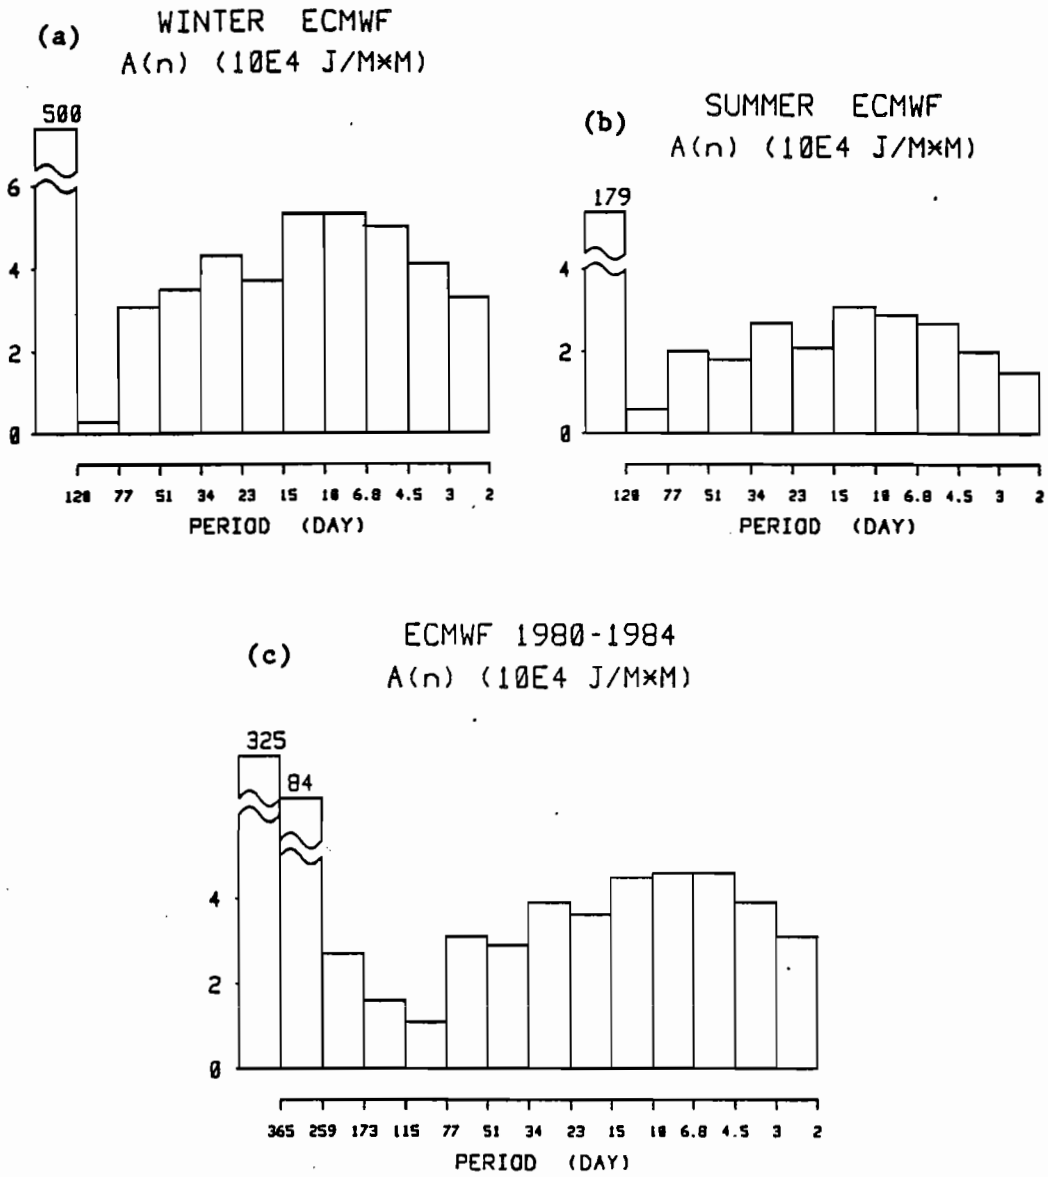 (a)
WINTER ECMWF
A(n) (10E4 J/M*M)
500
6
4
2
0
120 77 51 34 23 15 10 6.8 4.5 3 2
PERIOD (DAY)
(b)
SUMMER ECMWF
A(n) (10E4 J/M*M)
179
4
2
0
120 77 51 34 23 15 10 6.8 4.5 3 2
PERIOD (DAY)
(c)
ECMWF 1980-1984
A(n) (10E4 J/M*M)
325
84
4
2
0
365 259 173 115 77 51 34 23 15 10 6.8 4.5 3 2
PERIOD (DAY)